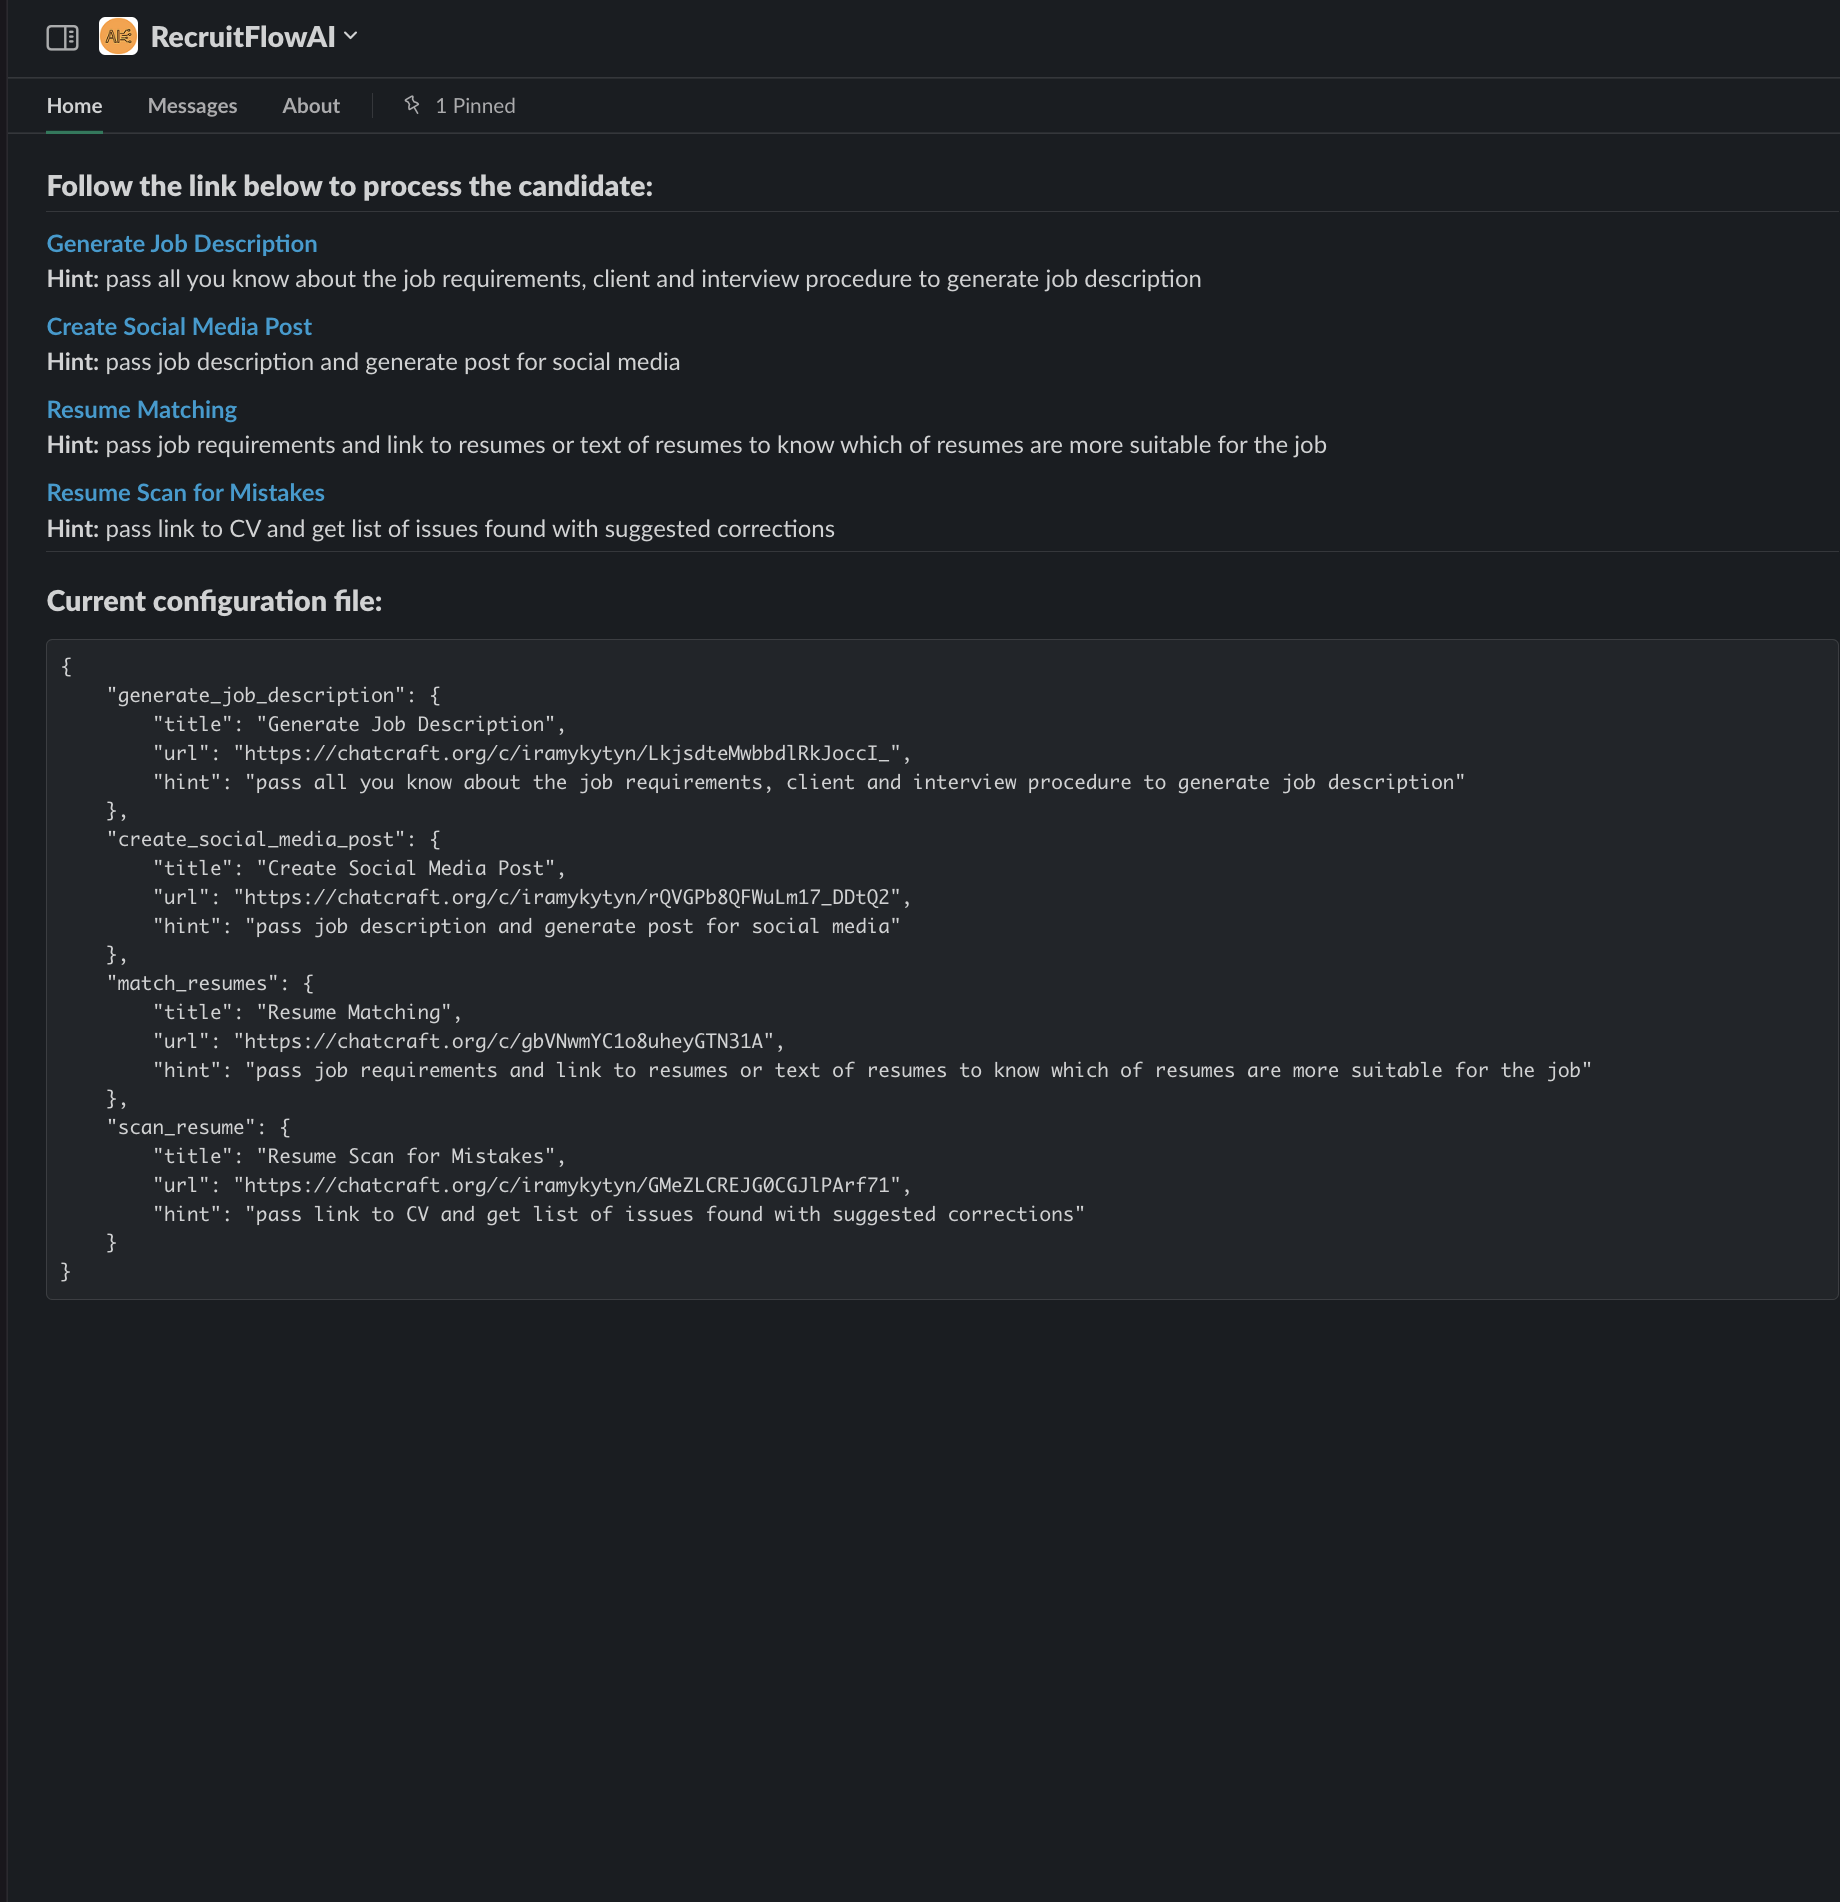 RecruitFlowAI
Home Messages About 1 Pinned
Follow the link below to process the candidate:
Generate Job Description
Hint: pass all you know about the job requirements, client and interview procedure to generate job description
Create Social Media Post
Hint: pass job description and generate post for social media
Resume Matching
Hint: pass job requirements and link to resumes or text of resumes to know which of resumes are more suitable for the job
Resume Scan for Mistakes
Hint: pass link to CV and get list of issues found with suggested corrections
Current configuration file:
{
    "generate_job_description": {
        "title": "Generate Job Description",
        "url": "https://chatcraft.org/c/iramykytyn/LkjsdteMwbbdlRkJoccI_",
        "hint": "pass all you know about the job requirements, client and interview procedure to generate job description"
    },
    "create_social_media_post": {
        "title": "Create Social Media Post",
        "url": "https://chatcraft.org/c/iramykytyn/rQVGPb8QFWuLm17_DDtQ2",
        "hint": "pass job description and generate post for social media"
    },
    "match_resumes": {
        "title": "Resume Matching",
        "url": "https://chatcraft.org/c/gbVNwmYC1o8uheyGTN31A",
        "hint": "pass job requirements and link to resumes or text of resumes to know which of resumes are more suitable for the job"
    },
    "scan_resume": {
        "title": "Resume Scan for Mistakes",
        "url": "https://chatcraft.org/c/iramykytyn/GMeZLCREJG0CGJlPArf71",
        "hint": "pass link to CV and get list of issues found with suggested corrections"
    }
}